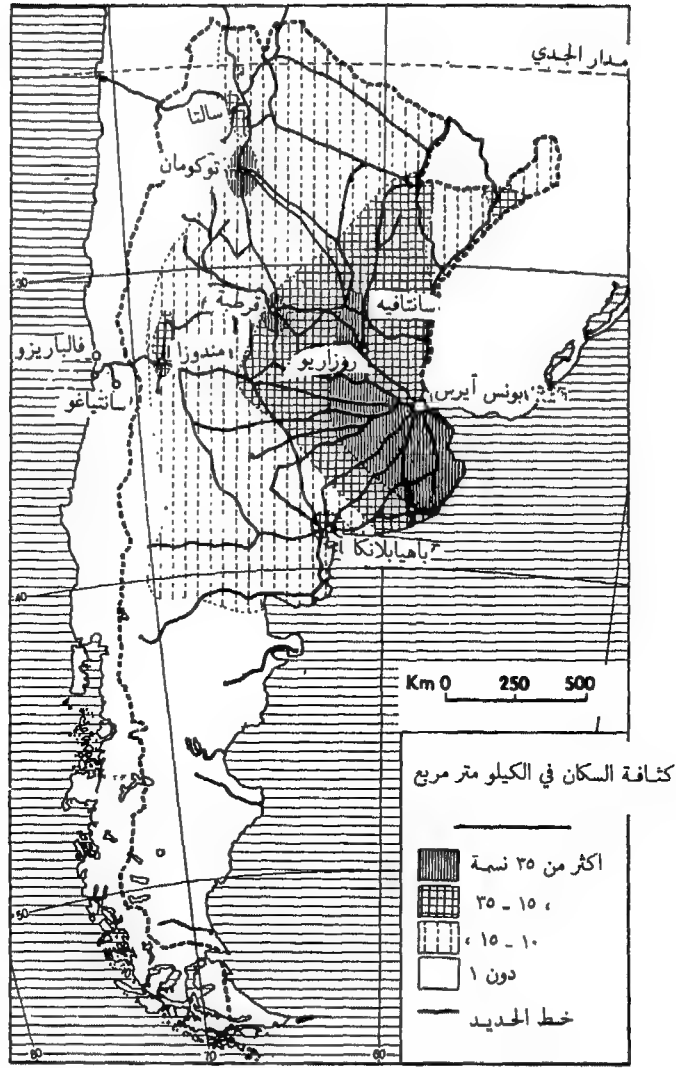 مدار الجدي
سالتا
توكومان
30
سانتافيه
قرطبة
فالباريزو
مندوزا
روزاريو
سانتياغو
بونس أيرس
باهيابلانكا
40
Km 0 250 500
كثافة السكان في الكيلو متر مربع
اكثر من ٣٥ نسمة
١٥ ـ ٣٥ ،
١٠ ـ ١٥ ،
دون ١
خط الحديد
50
80 70 60